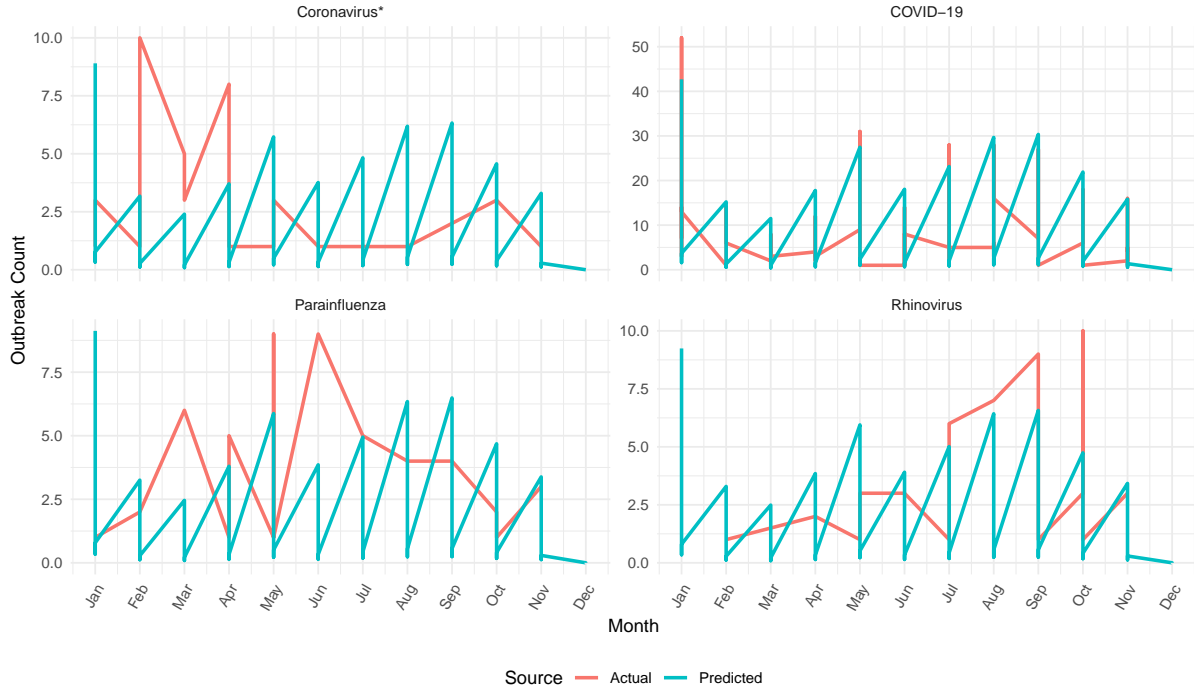 Coronavirus*
COVID−19
10.0
7.5
5.0
2.5
0.0
50
40
30
20
10
0
Outbreak Count
Parainfluenza
Rhinovirus
7.5
5.0
2.5
0.0
10.0
7.5
5.0
2.5
0.0
Jan Feb Mar Apr May Jun Jul Aug Sep Oct Nov Dec
Jan Feb Mar Apr May Jun Jul Aug Sep Oct Nov Dec
Month
Source Actual Predicted